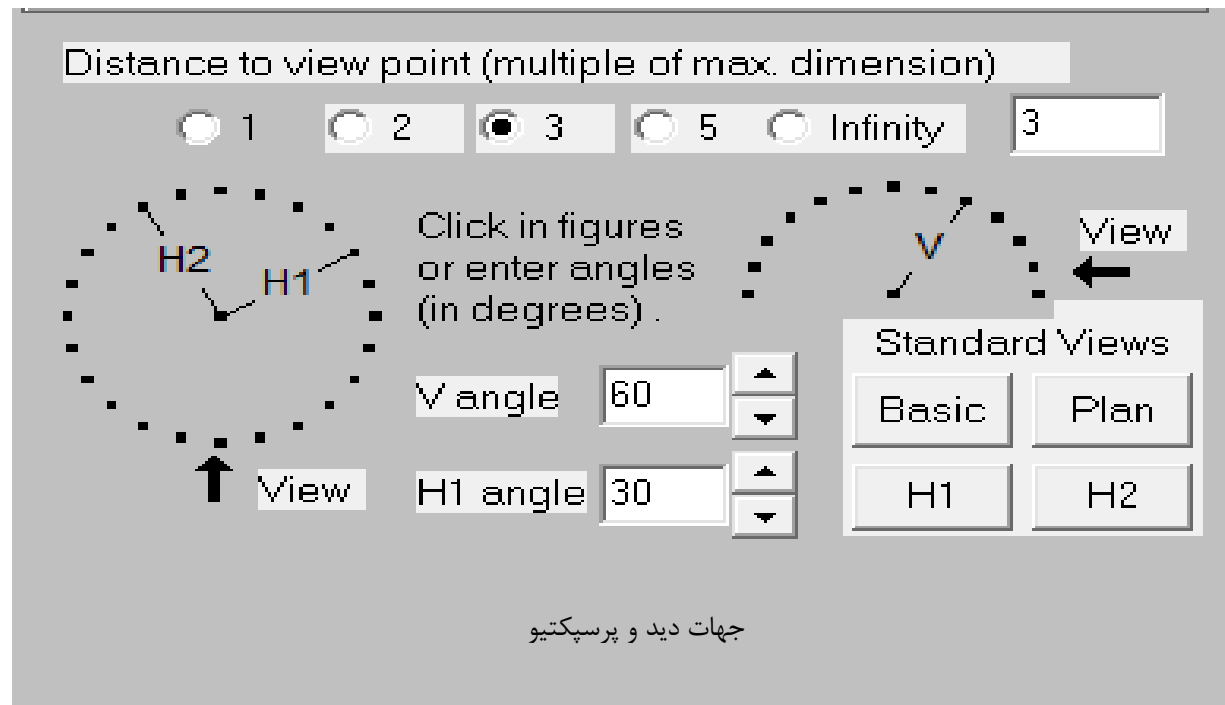 Distance to view point (multiple of max. dimension)
1 2 3 5 Infinity 3
H2 H1
Click in figures
or enter angles
(in degrees) .
V
View
Standard Views
Basic Plan
H1 H2
V angle 60
H1 angle 30
View
جهات دید و پرسپکتیو